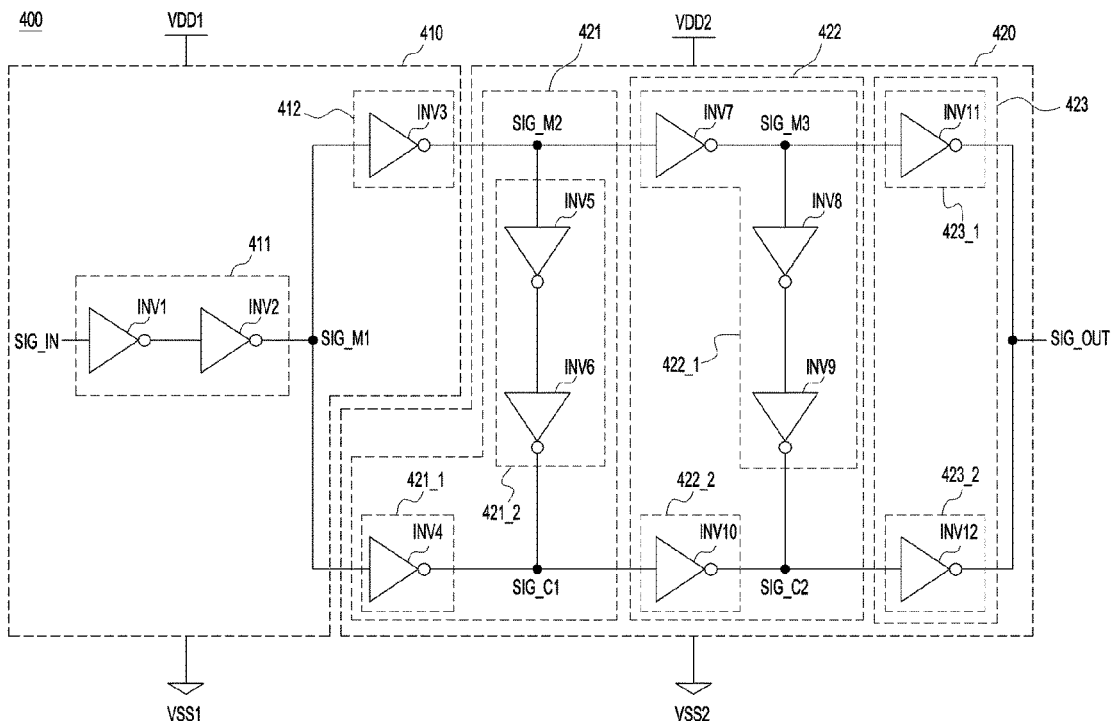 400
VDD1
410
421
VDD2
422
420
412
INV3
SIG_M2
INV7
SIG_M3
INV11
423
INV5
INV8
423_1
411
INV1
INV2
SIG_IN
SIG_M1
SIG_OUT
422_1
INV6
INV9
421_1
421_2
422_2
423_2
INV4
INV10
INV12
SIG_C1
SIG_C2
VSS1
VSS2